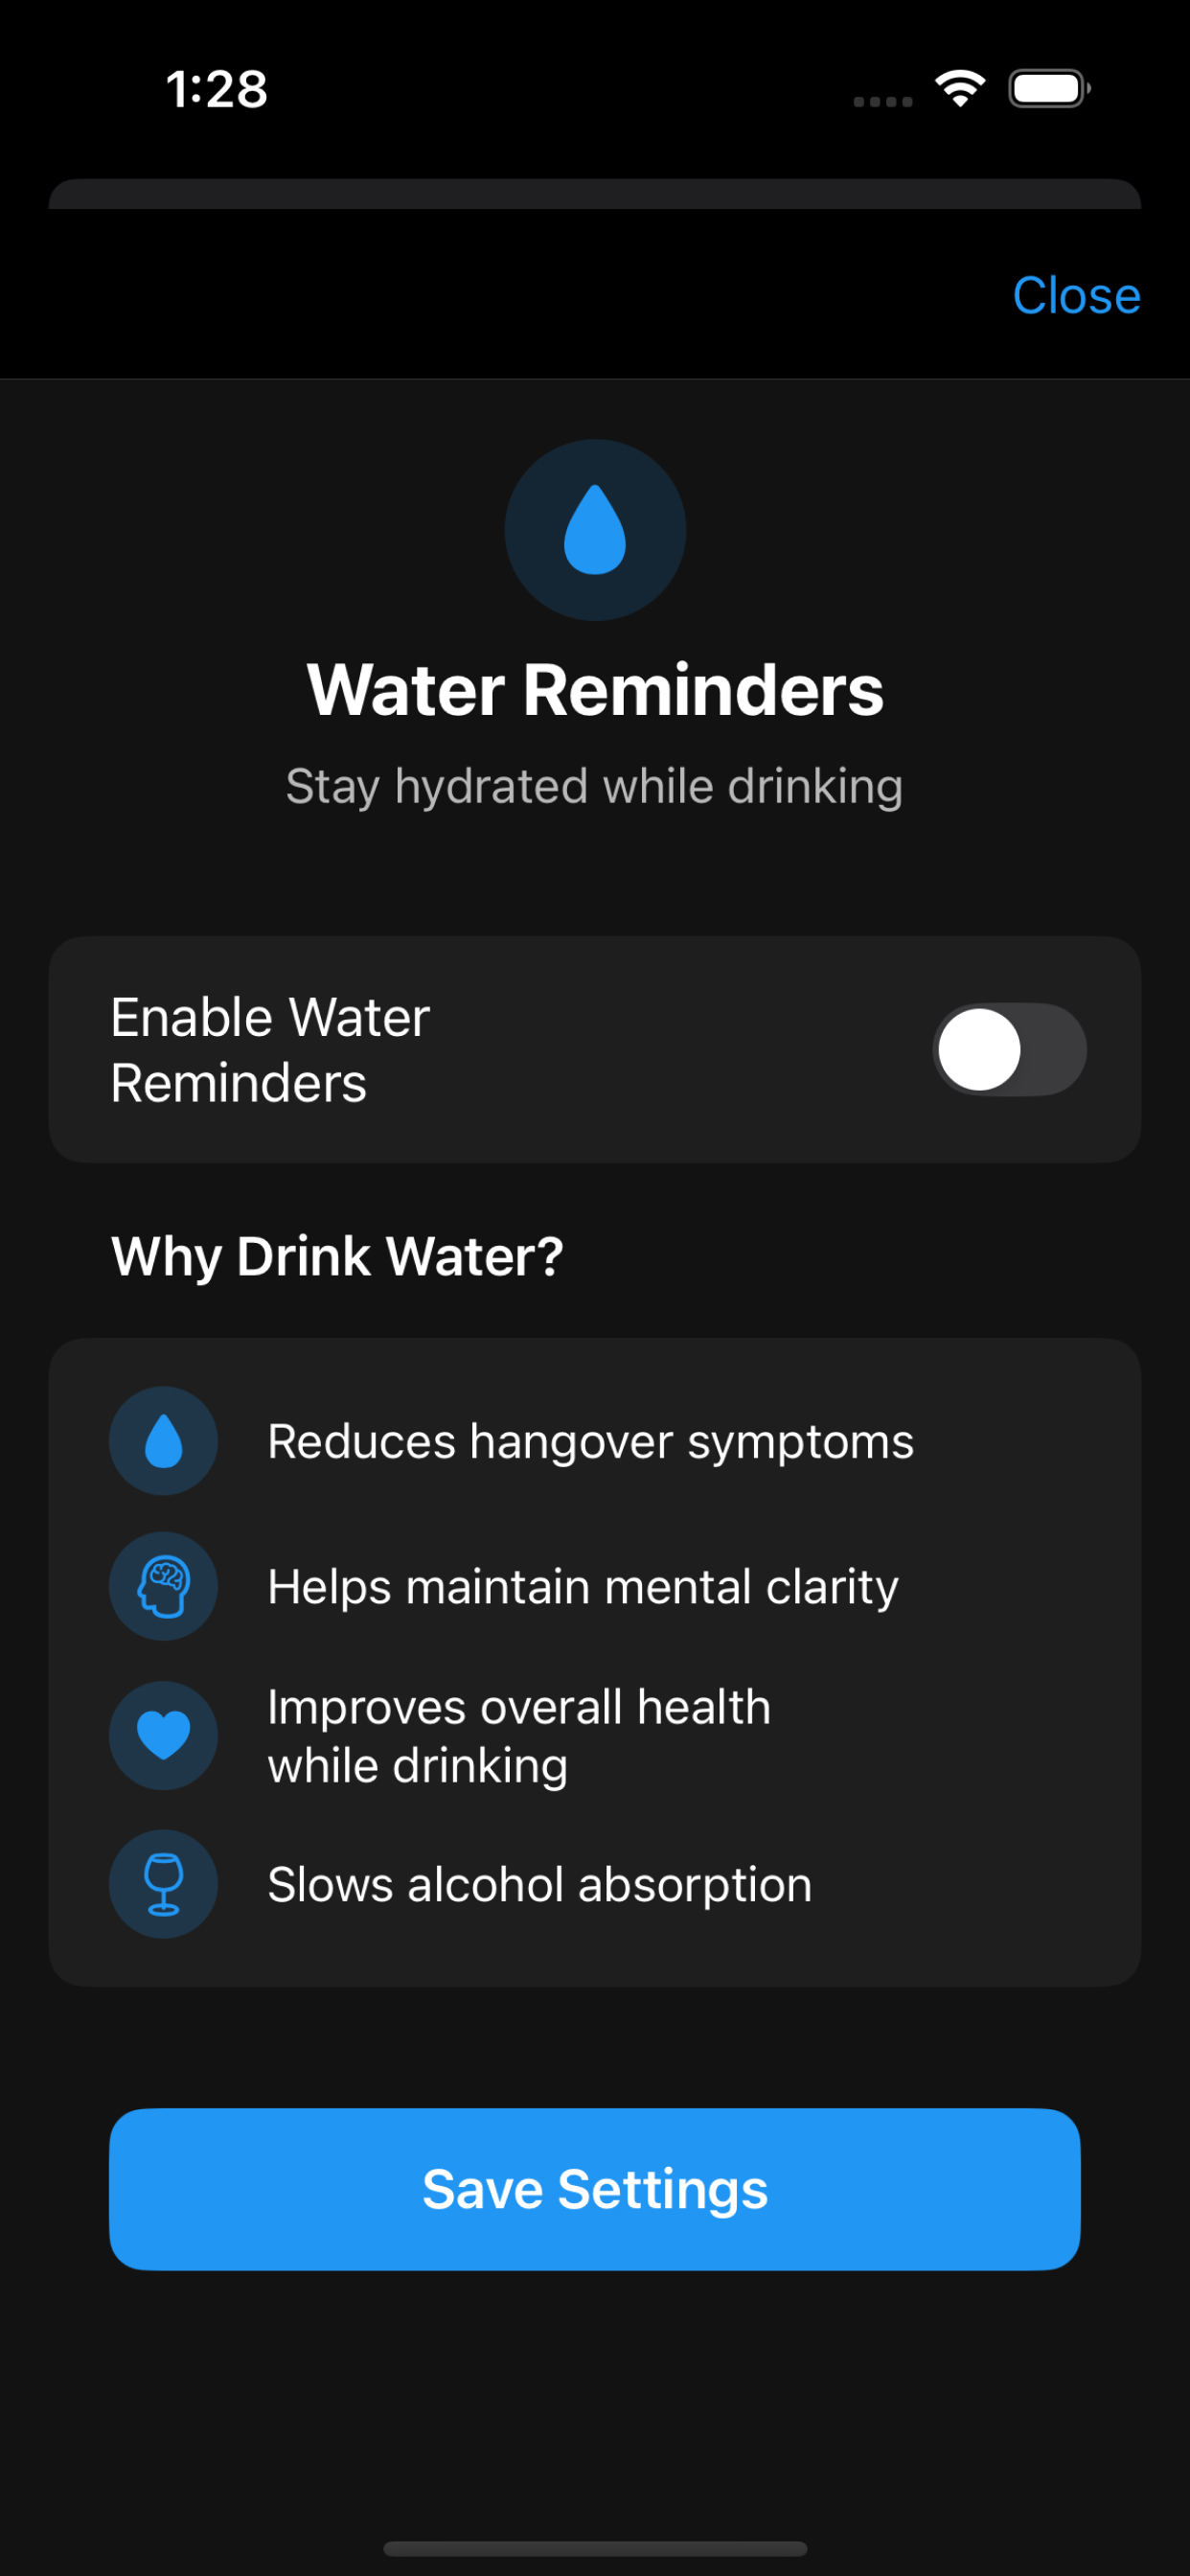 1:28
Close
Water Reminders
Stay hydrated while drinking
Enable Water
Reminders
Why Drink Water?
Reduces hangover symptoms
Helps maintain mental clarity
Improves overall health
while drinking
Slows alcohol absorption
Save Settings